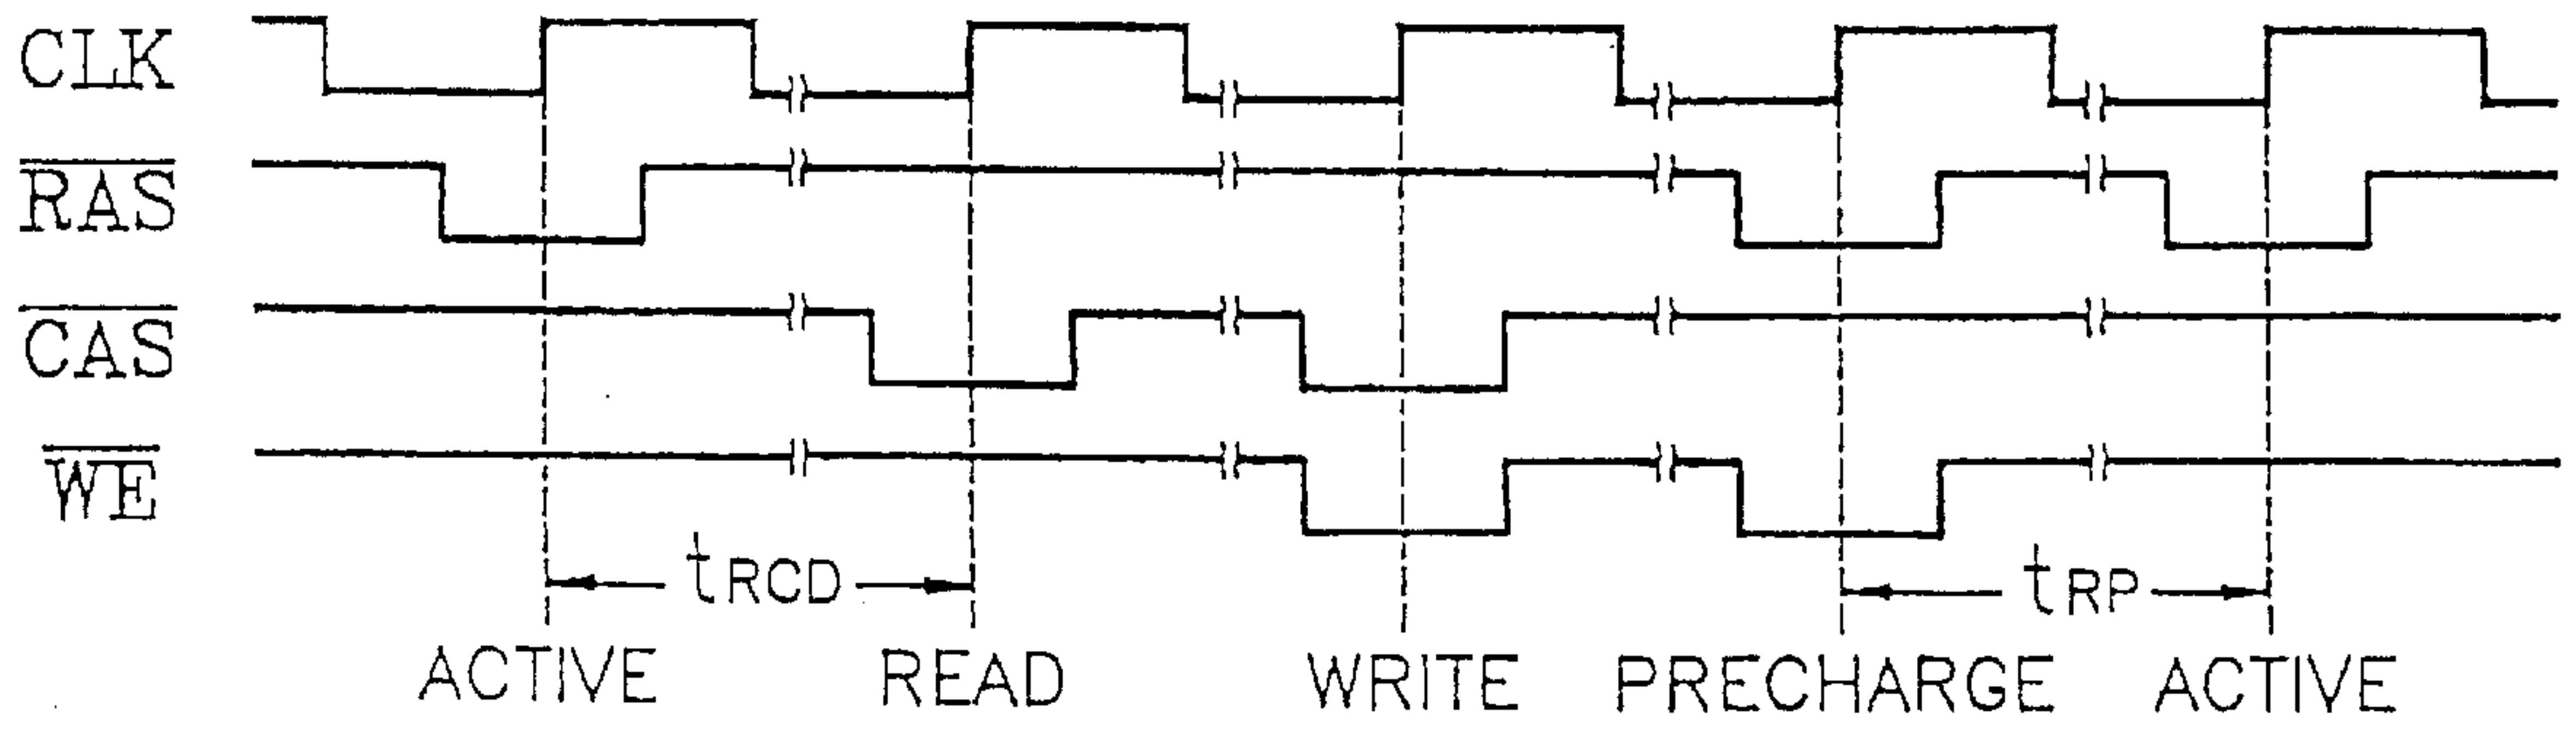 CLK
RAS
CAS
WE
tRCD
tRP
ACTIVE READ WRITE PRECHARGE ACTIVE